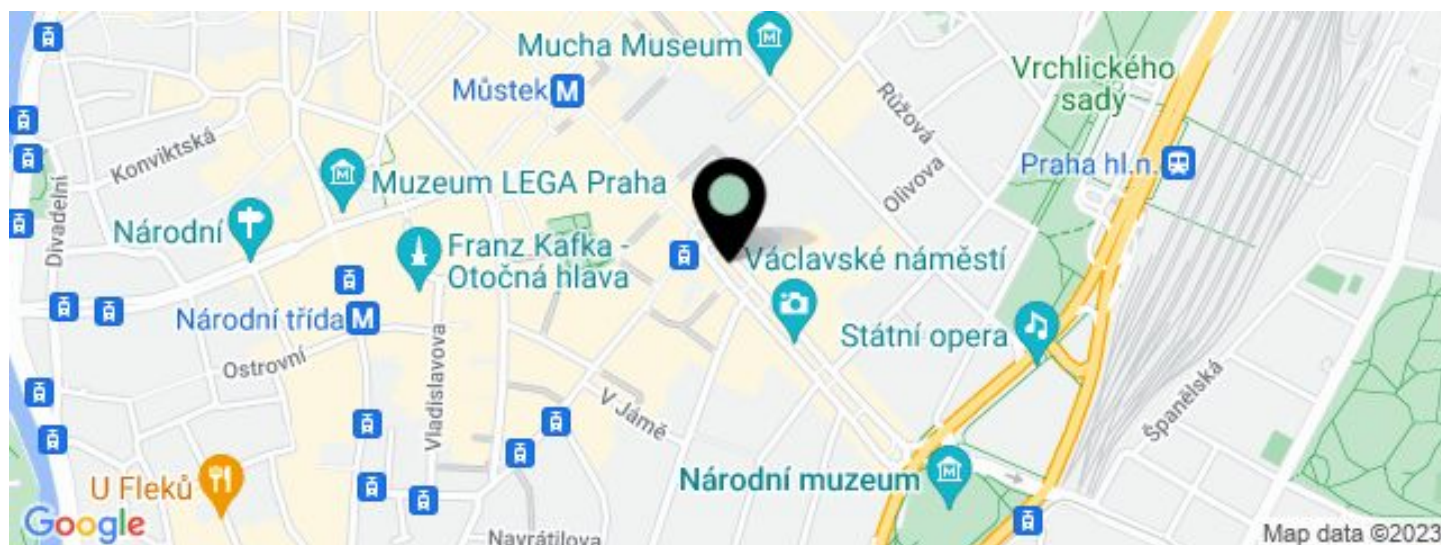 Mucha Museum
Můstek
M
Vrchlického
sady
Růžová
Konviktská
Muzeum LEGA Praha
Olivova
Praha hl.n.
Divadelní
Národní
Franz Kafka -
Otočná hlava
Václavské náměstí
Národní třída
M
Státní opera
Ostrovní
Vladislavova
V Jámě
Španělská
U Fleků
Národní muzeum
Google
Navrátilova
Map data ©2023